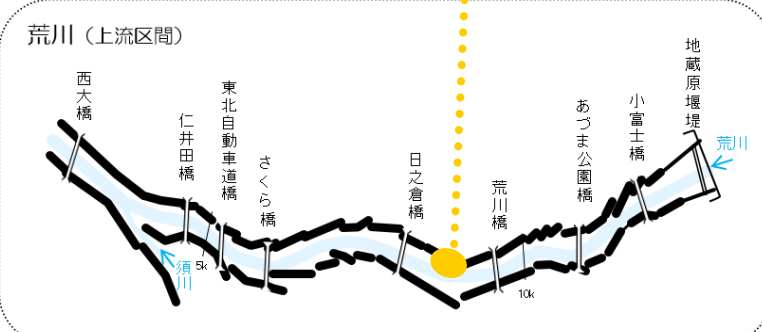 荒川（上流区間）
西大橋
仁井田橋
東北自動車道橋
さくら橋
日之倉橋
荒川橋
あづま公園橋
小富士橋
地蔵原堰堤
荒川
須川
5k
10k